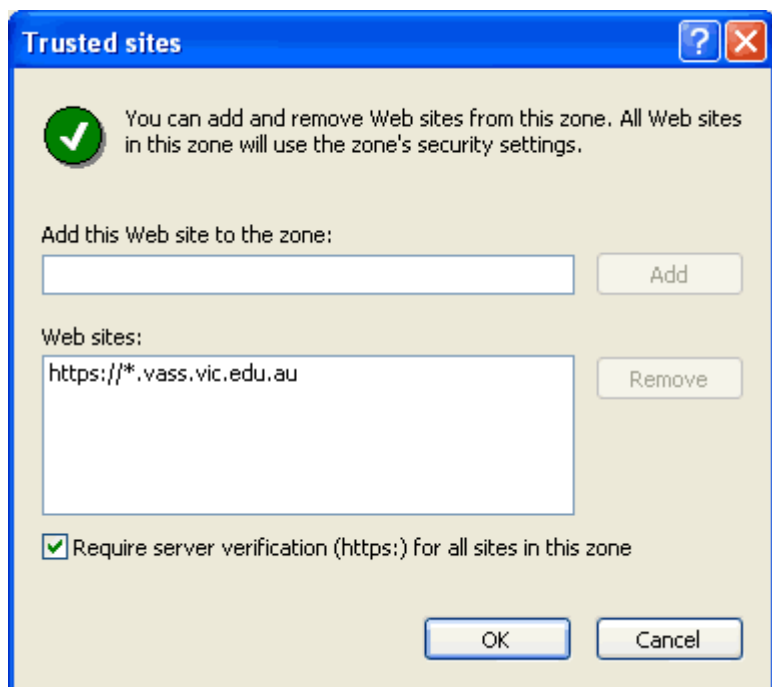 Trusted sites
You can add and remove Web sites from this zone. All Web sites
in this zone will use the zone's security settings.
Add this Web site to the zone:
Add
Web sites:
https://*.vass.vic.edu.au
Remove
Require server verification (https:) for all sites in this zone
OK
Cancel